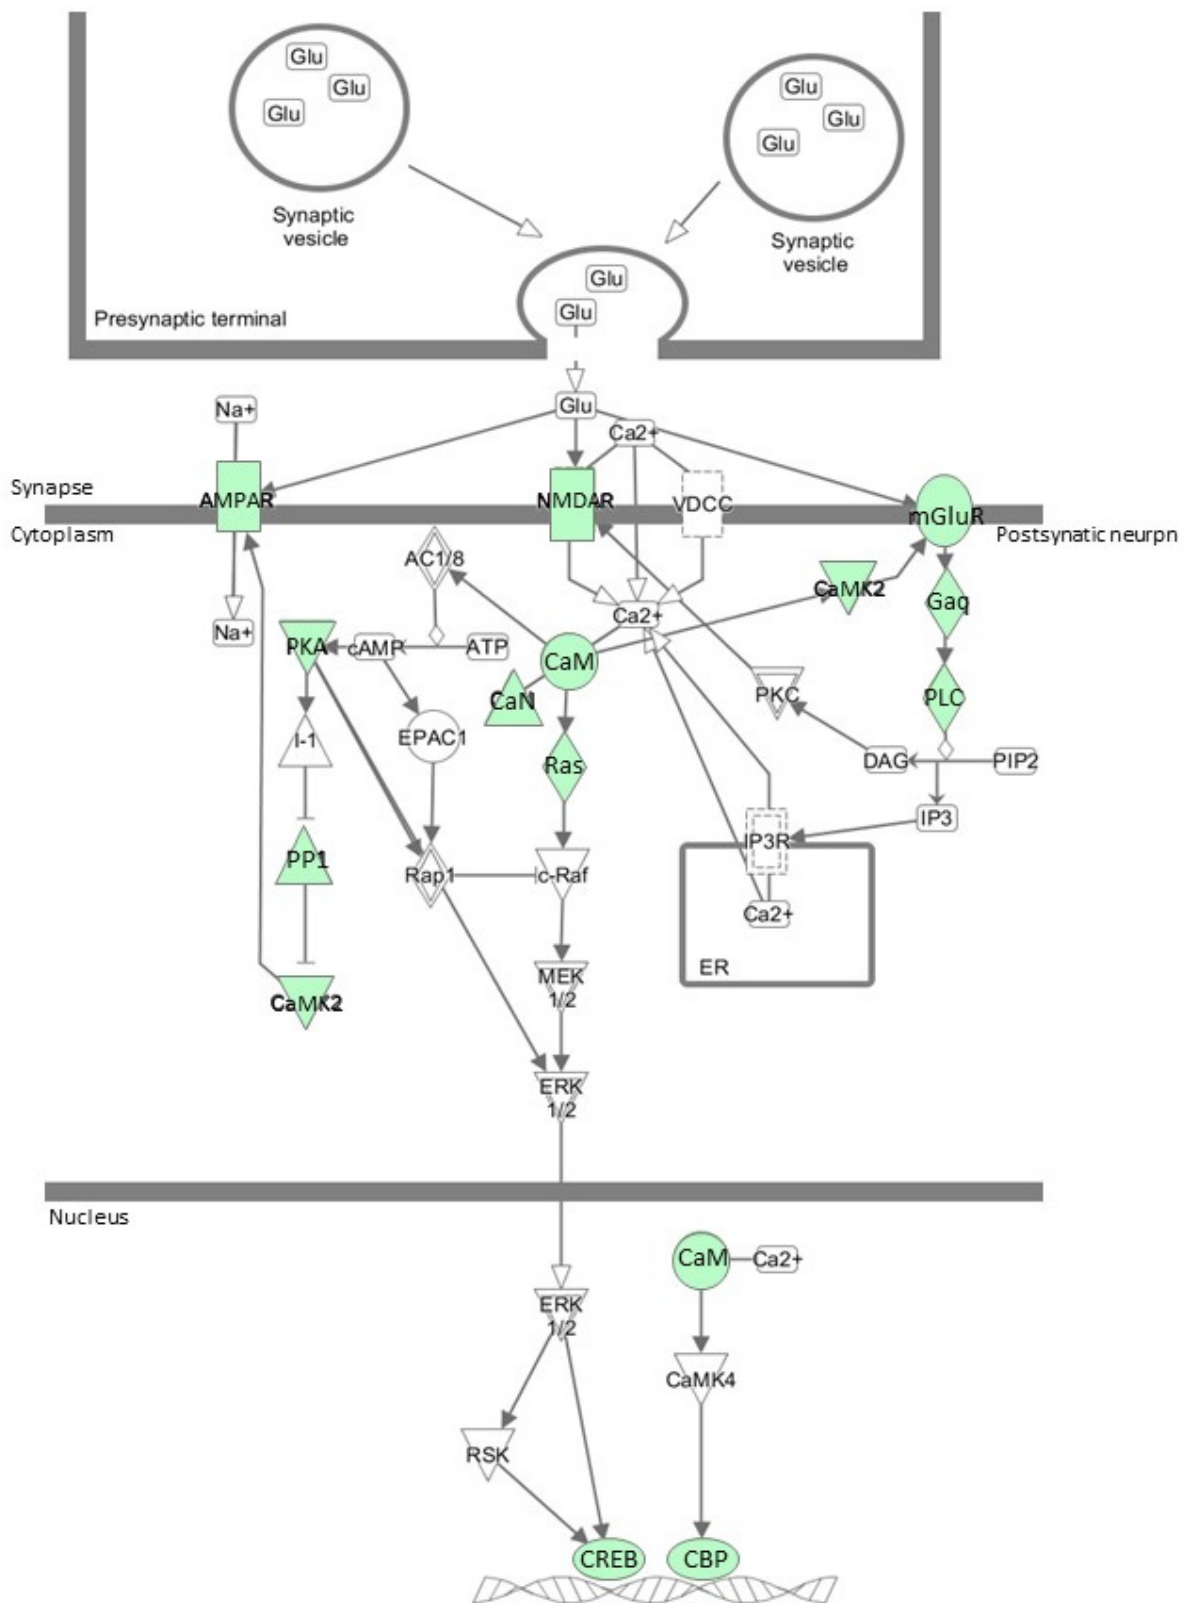 Glu
Glu
Glu
Glu
Glu
Glu
Synaptic
vesicle
Synaptic
vesicle
Glu
Glu
Presynaptic terminal
Glu
Na+
Ca2+
Synapse
AMPAR
NMDAR
VDCC
mGluR
Cytoplasm
Postsynatic neurpn
AC1/8
CaMK2
Gaq
Ca2+
Na+
PKA
cAMP
ATP
CaM
PKC
PLC
CaN
I-1
EPAC1
Ras
DAG
PIP2
IP3
IP3R
PP1
Rap1
c-Raf
Ca2+
ER
MEK
1/2
CaMK2
ERK
1/2
Nucleus
CaM
Ca2+
ERK
1/2
CaMK4
RSK
CREB
CBP